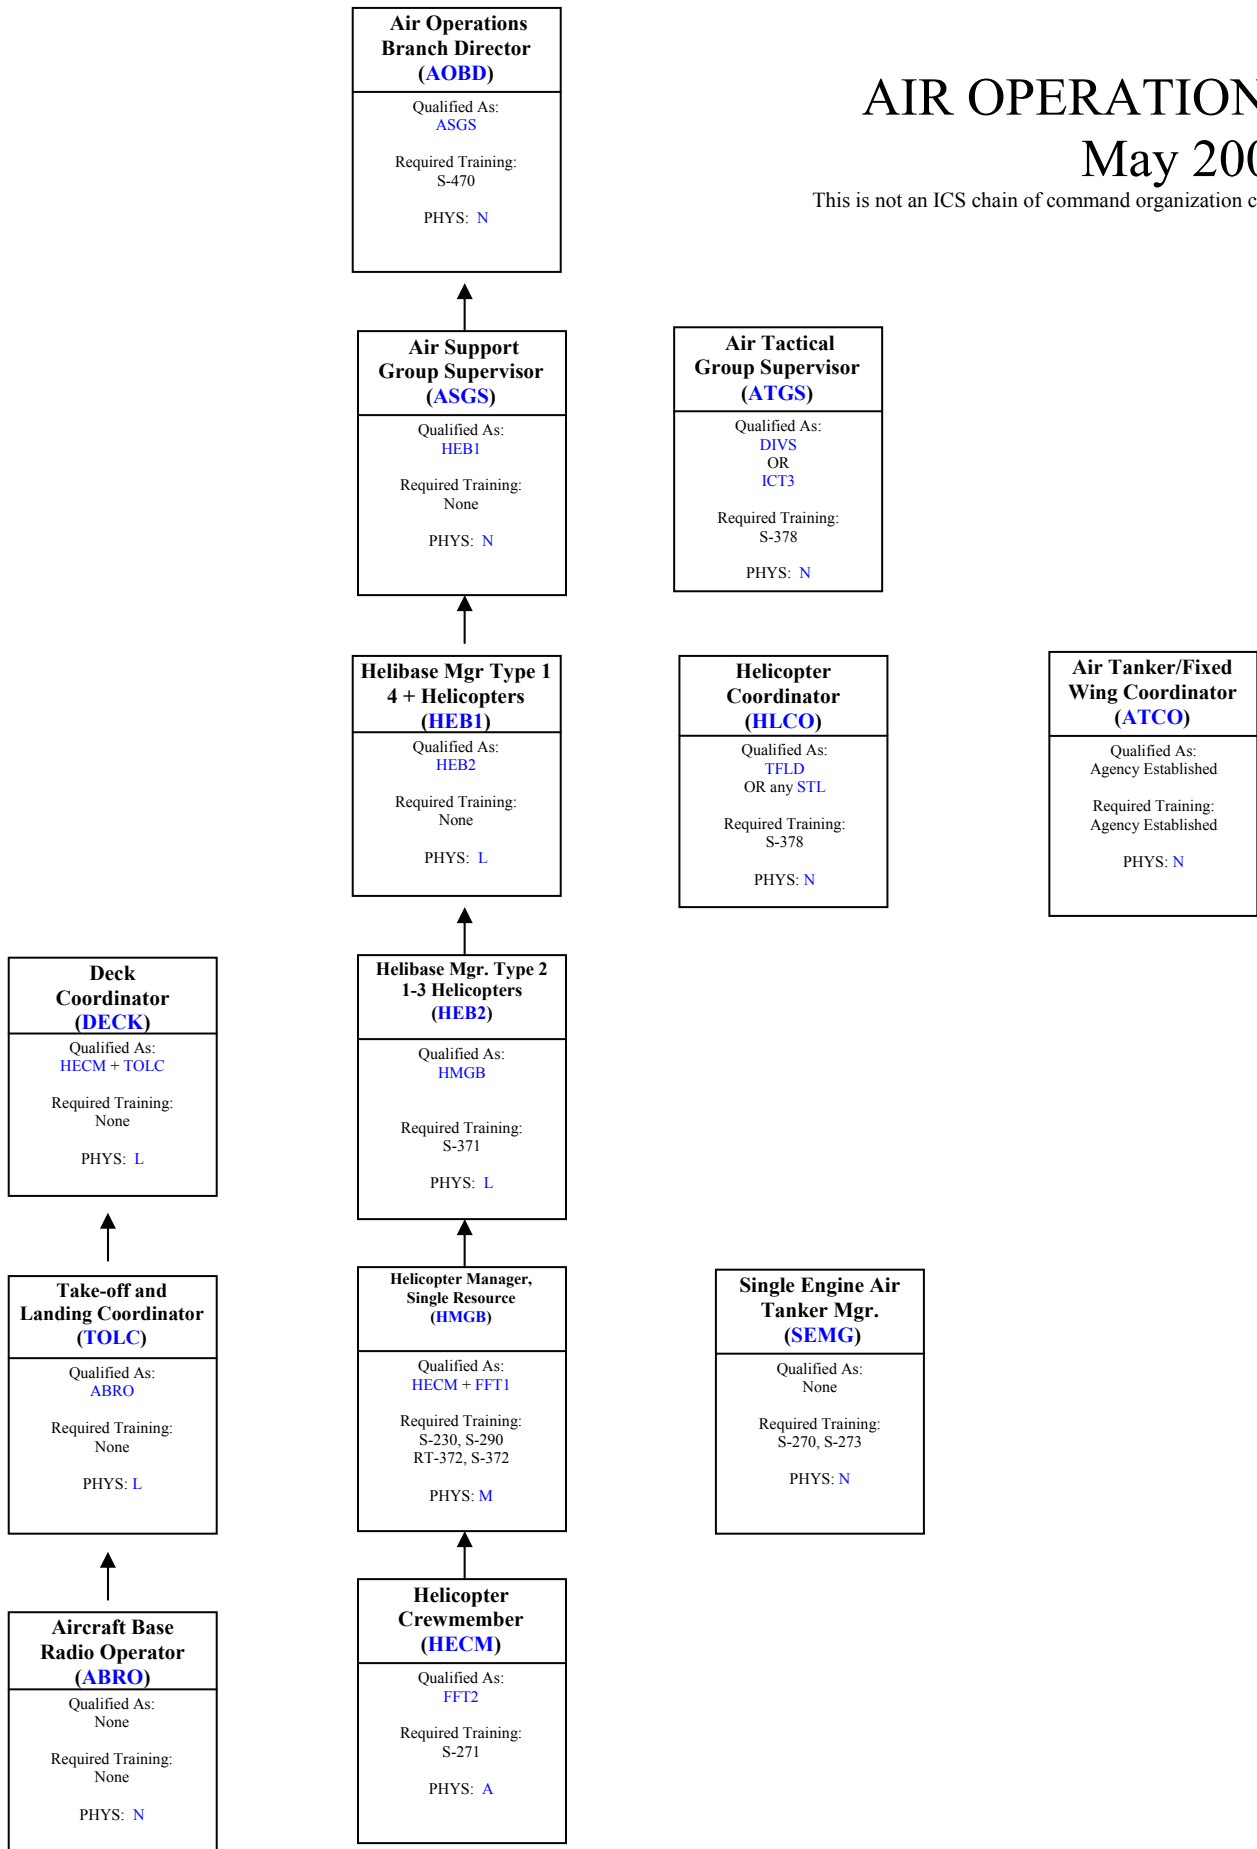 Air Operations
Branch Director
(AOBD)
Qualified As:
ASGS
Required Training:
S-470
PHYS: N
AIR OPERATION
May 200
This is not an ICS chain of command organization c
Air Support
Group Supervisor
(ASGS)
Qualified As:
HEB1
Required Training:
None
PHYS: N
Air Tactical
Group Supervisor
(ATGS)
Qualified As:
DIVS
OR
ICT3
Required Training:
S-378
PHYS: N
Helibase Mgr Type 1
4 + Helicopters
(HEB1)
Qualified As:
HEB2
Required Training:
None
PHYS: L
Helicopter
Coordinator
(HLCO)
Qualified As:
TFLD
OR any STL
Required Training:
S-378
PHYS: N
Air Tanker/Fixed
Wing Coordinator
(ATCO)
Qualified As:
Agency Established
Required Training:
Agency Established
PHYS: N
Deck
Coordinator
(DECK)
Qualified As:
HECM + TOLC
Required Training:
None
PHYS: L
Helibase Mgr. Type 2
1-3 Helicopters
(HEB2)
Qualified As:
HMGB
Required Training:
S-371
PHYS: L
Take-off and
Landing Coordinator
(TOLC)
Qualified As:
ABRO
Required Training:
None
PHYS: L
Helicopter Manager,
Single Resource
(HMGB)
Qualified As:
HECM + FFT1
Required Training:
S-230, S-290
RT-372, S-372
PHYS: M
Single Engine Air
Tanker Mgr.
(SEMG)
Qualified As:
None
Required Training:
S-270, S-273
PHYS: N
Aircraft Base
Radio Operator
(ABRO)
Qualified As:
None
Required Training:
None
PHYS: N
Helicopter
Crewmember
(HECM)
Qualified As:
FFT2
Required Training:
S-271
PHYS: A